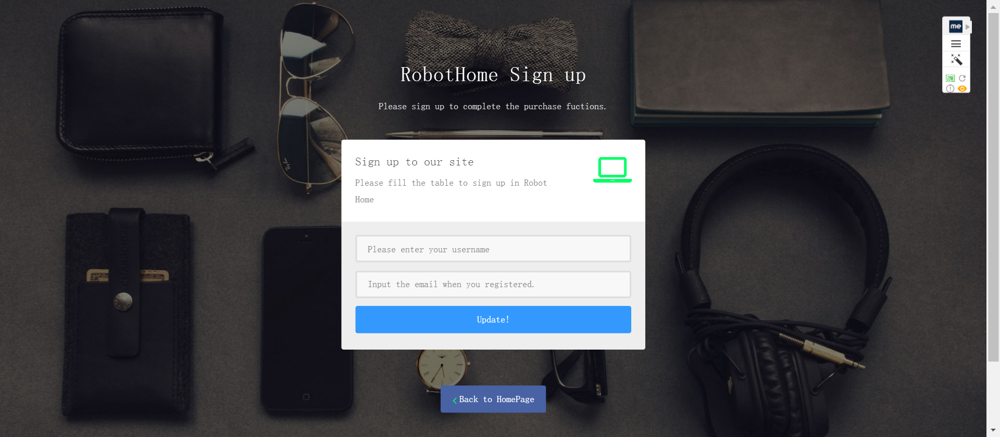 RobotHome Sign up
Please sign up to complete the purchase fuctions.
me
Sign up to our site
Please fill the table to sign up in Robot
Home
Please enter your username
Input the email when you registered.
Update!
Back to HomePage